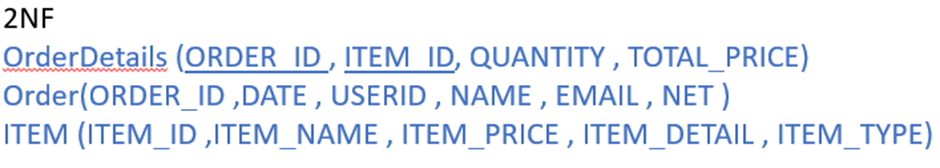 2NF
OrderDetails (ORDER_ID , ITEM_ID, QUANTITY , TOTAL_PRICE)
Order(ORDER_ID ,DATE , USERID , NAME , EMAIL , NET )
ITEM (ITEM_ID ,ITEM_NAME , ITEM_PRICE , ITEM_DETAIL , ITEM_TYPE)